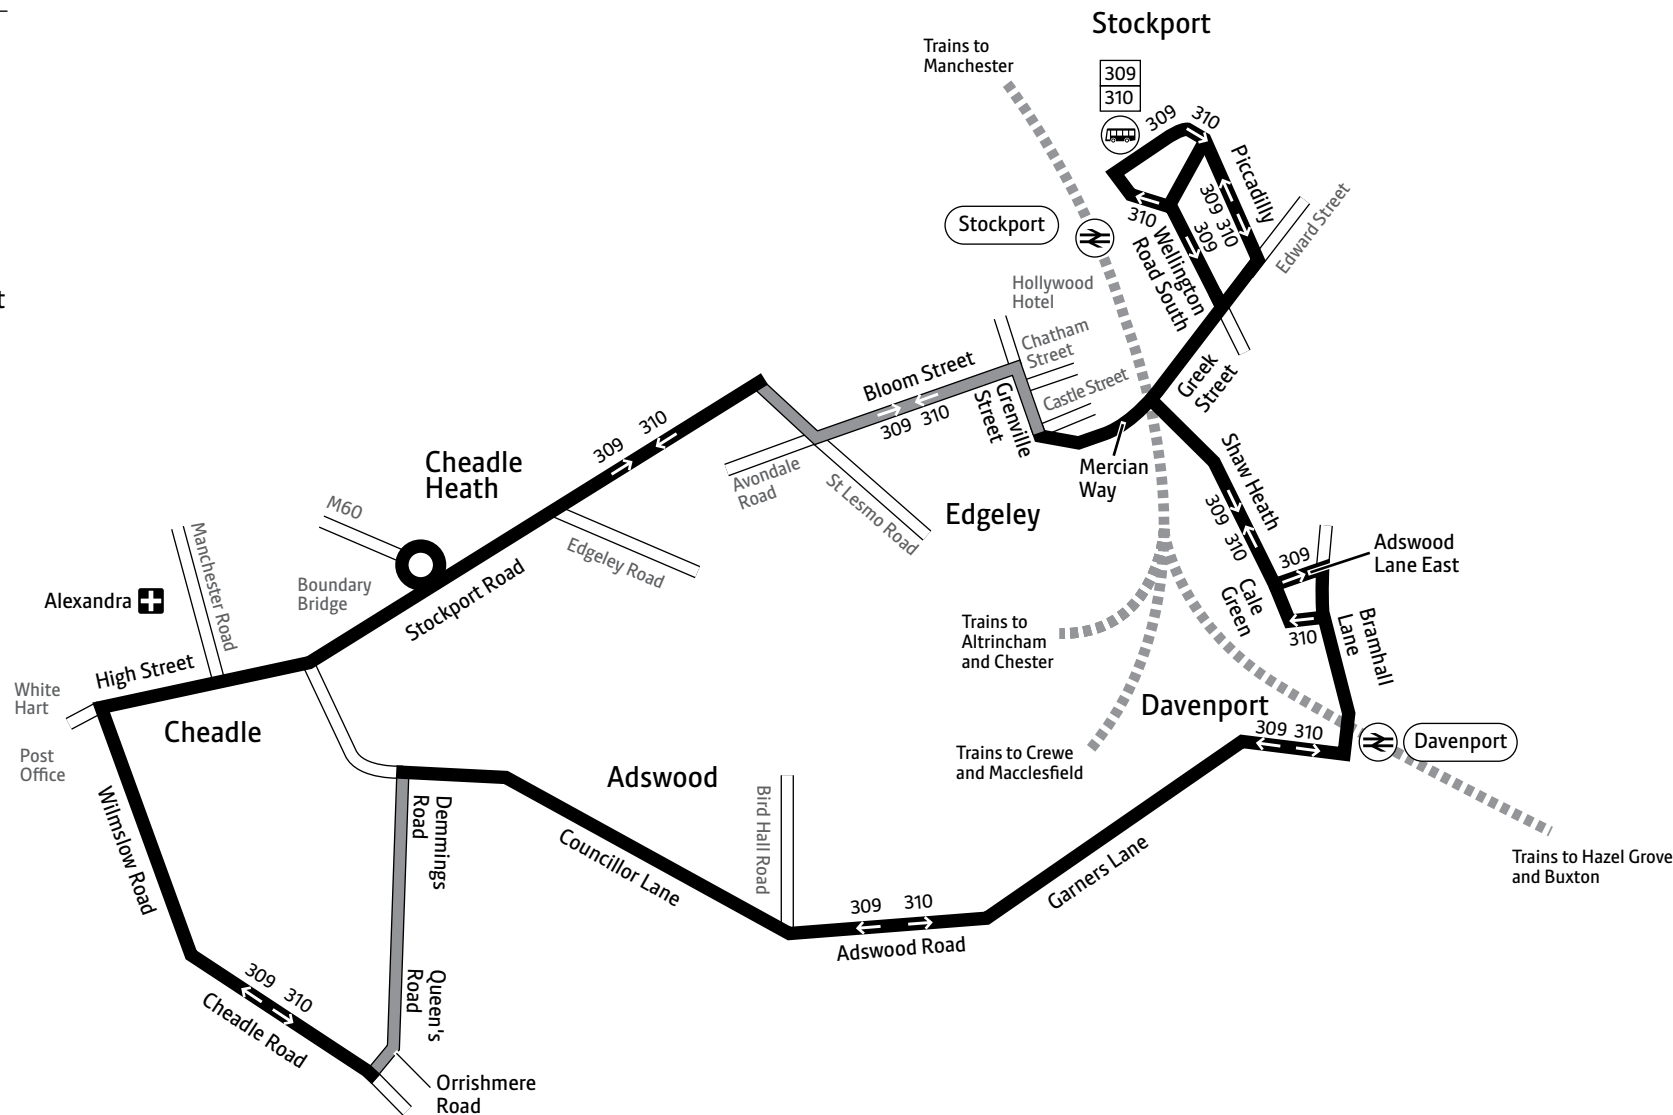 Stockport
Trains to
Manchester
309
310
309
310
Piccadilly
309
310
Edward Street
310
309
Wellington
Road South
Stockport
Hollywood
Hotel
Chatham
Street
Castle Street
Bloom Street
309
310
Grenville
Street
Greek
Street
Mercian
Way
309
310
Cheadle
Heath
Avondale
Road
St Lesmo Road
Edgeley
Shaw Heath
309
310
309
Adswood
Lane East
Cale
Green
310
Bramhall
Lane
M60
Edgeley Road
Boundary
Bridge
Stockport Road
Manchester Road
Alexandra
High Street
White
Hart
Post
Office
Cheadle
Trains to
Altrincham
and Chester
Davenport
309
310
Davenport
Trains to Crewe
and Macclesfield
Trains to Hazel Grove
and Buxton
Adswood
Bird Hall Road
Councillor Lane
Garners Lane
309
310
Adswood Road
Demmings
Road
Wilmslow Road
Queen's
Road
309
310
Cheadle Road
Orrishmere
Road
t